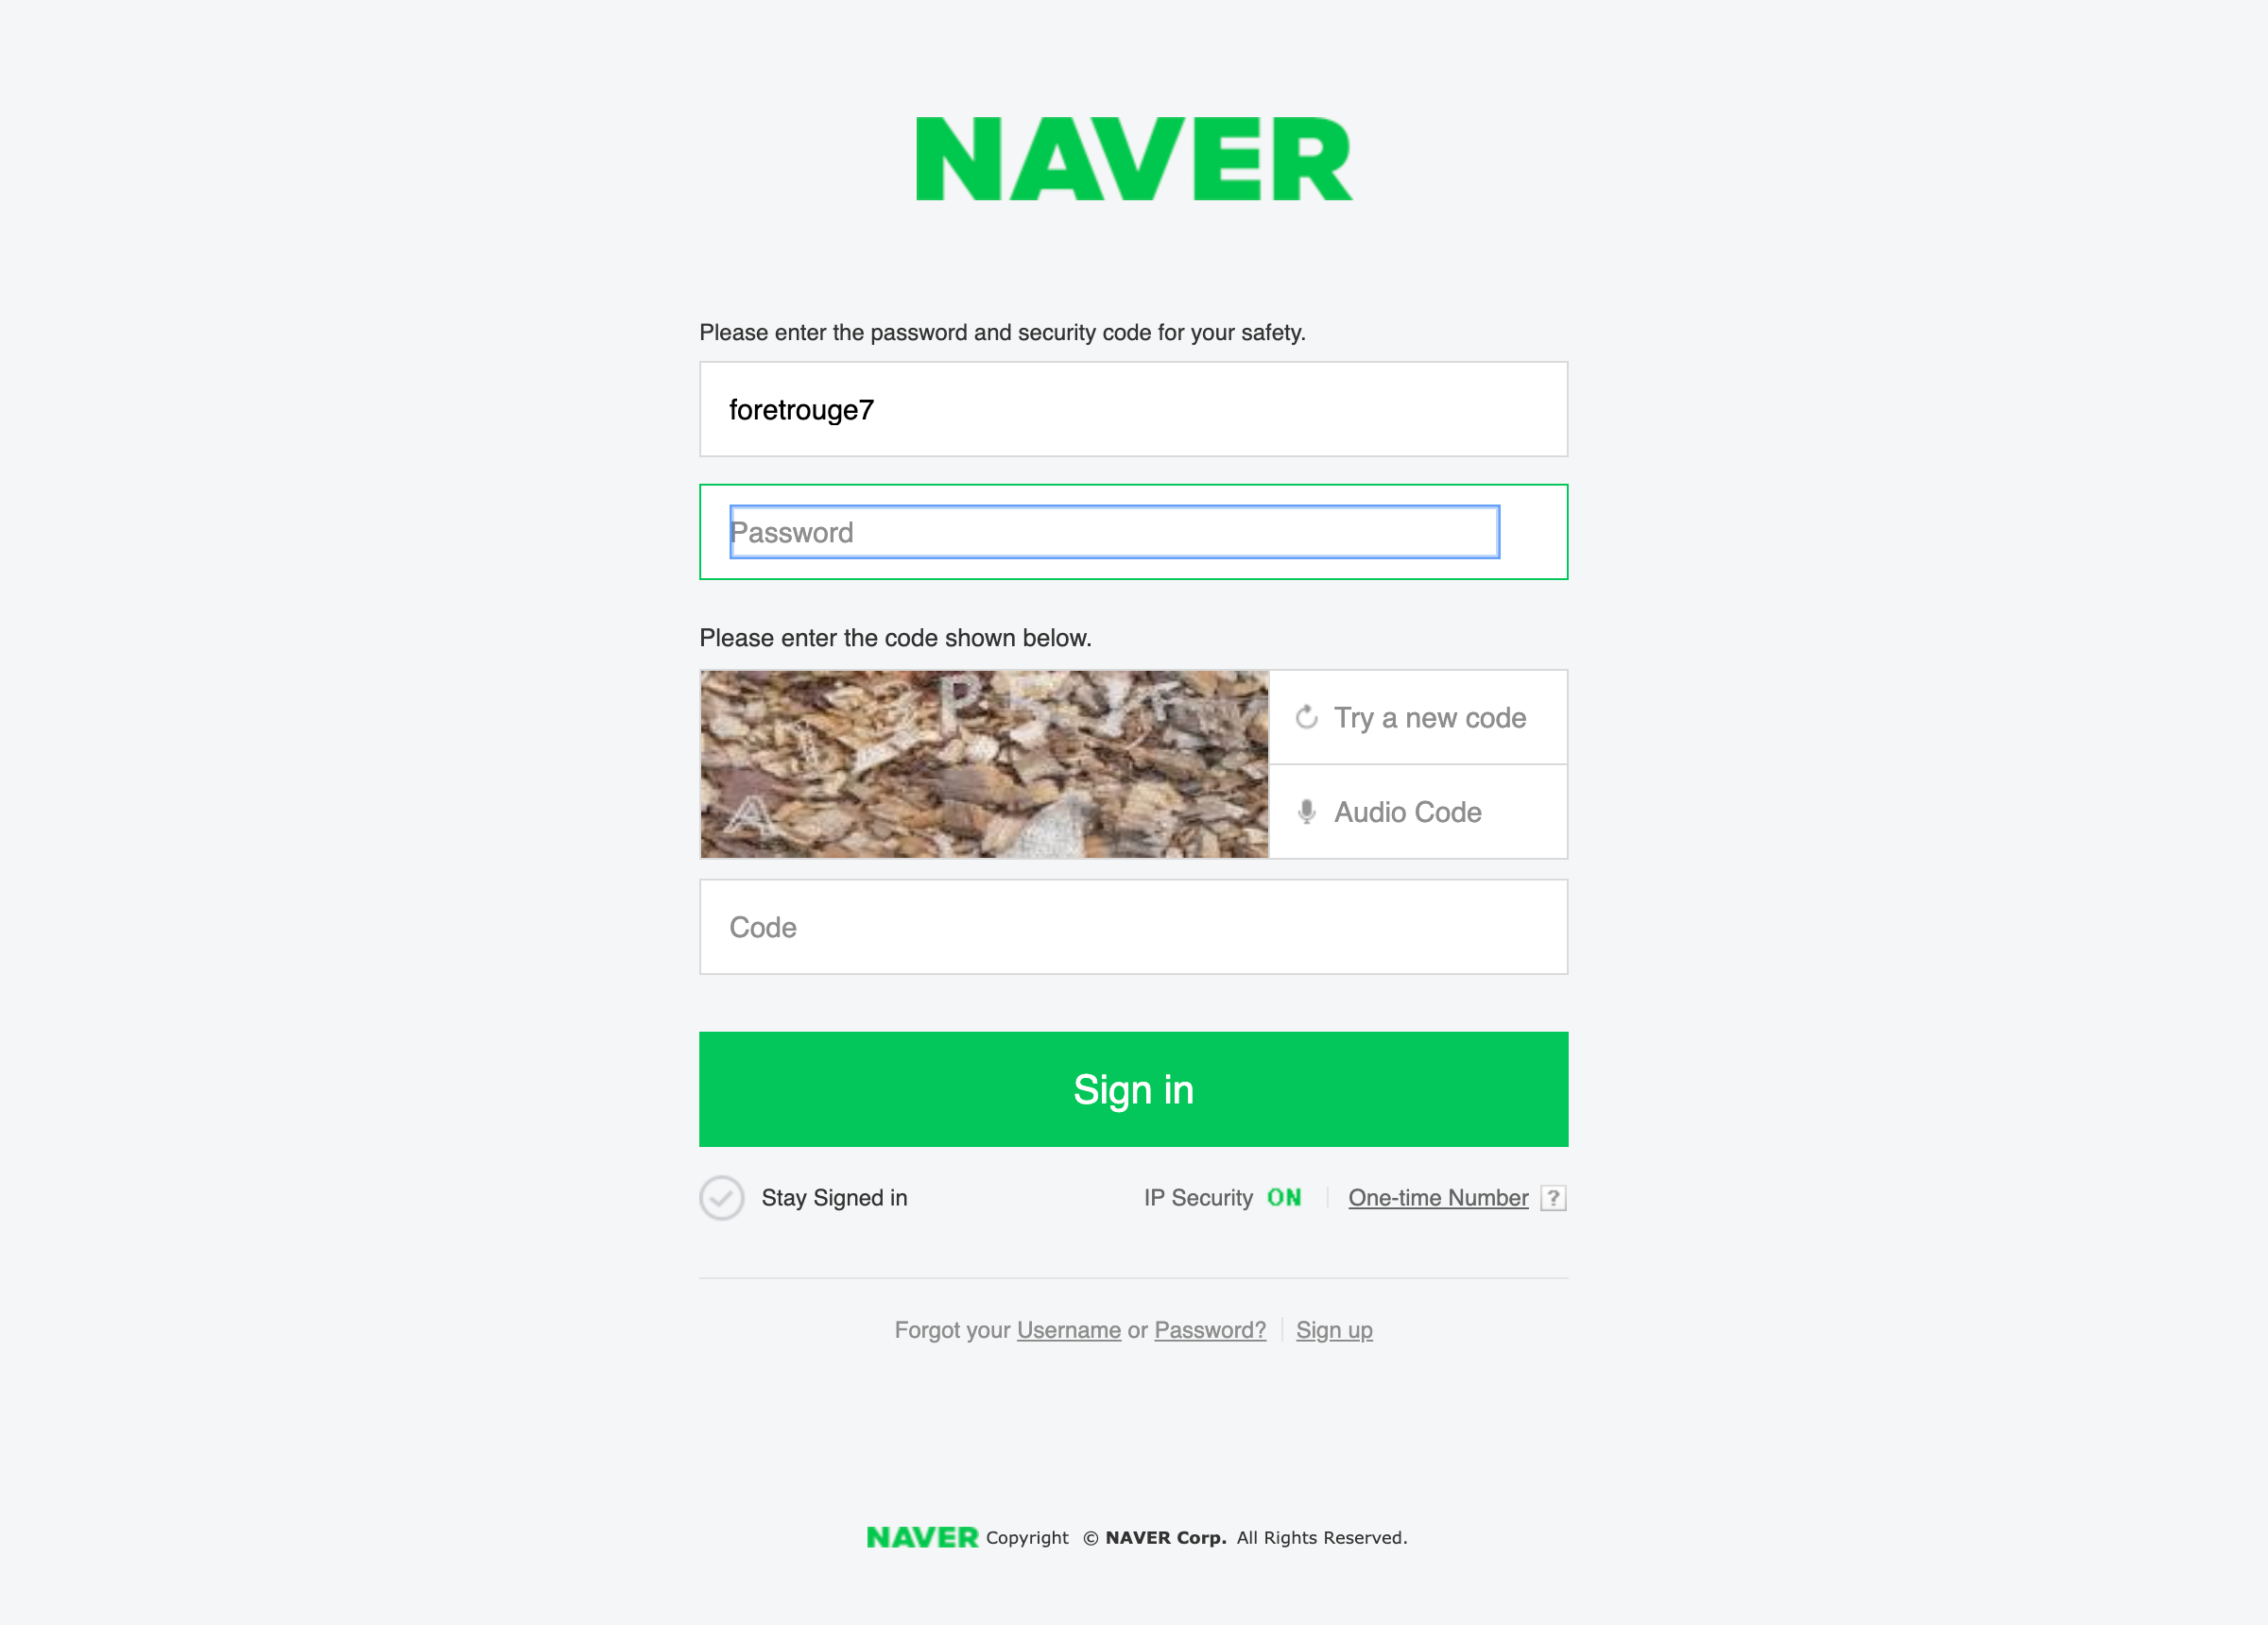 NAVER
Please enter the password and security code for your safety.
foretrouge7
Password
Please enter the code shown below.
Try a new code
Audio Code
Code
Sign in
Stay Signed in
IP Security ON
One-time Number ?
Forgot your Username or Password? Sign up
NAVER Copyright © NAVER Corp. All Rights Reserved.